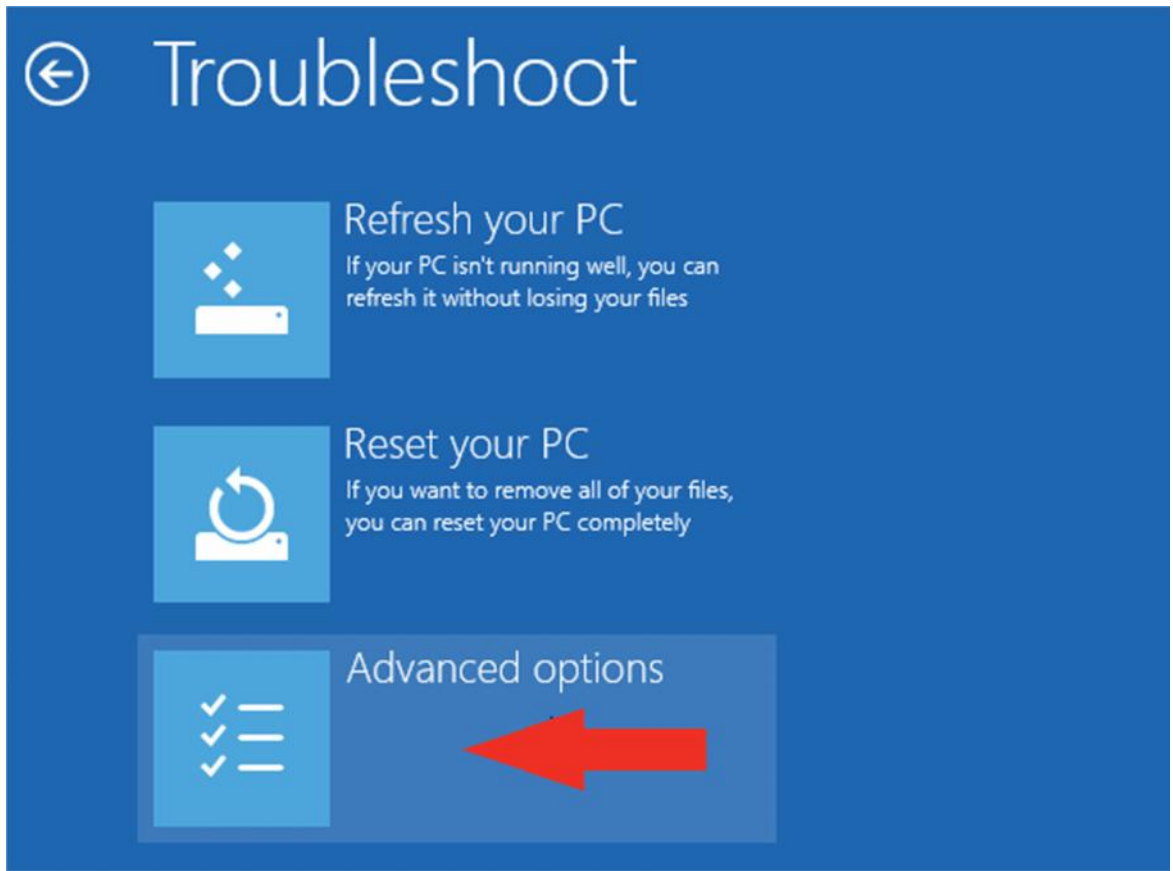 Troubleshoot
Refresh your PC
If your PC isn't running well, you can
refresh it without losing your files
Reset your PC
If you want to remove all of your files,
you can reset your PC completely
Advanced options